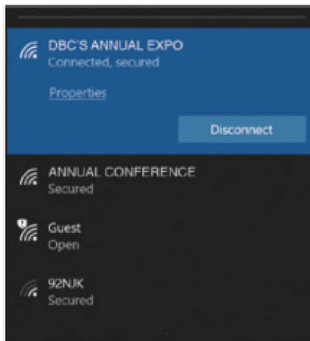 DBC'S ANNUAL EXPO
Connected, secured
Properties
Disconnect
ANNUAL CONFERENCE
Secured
Guest
Open
92NJK
Secured